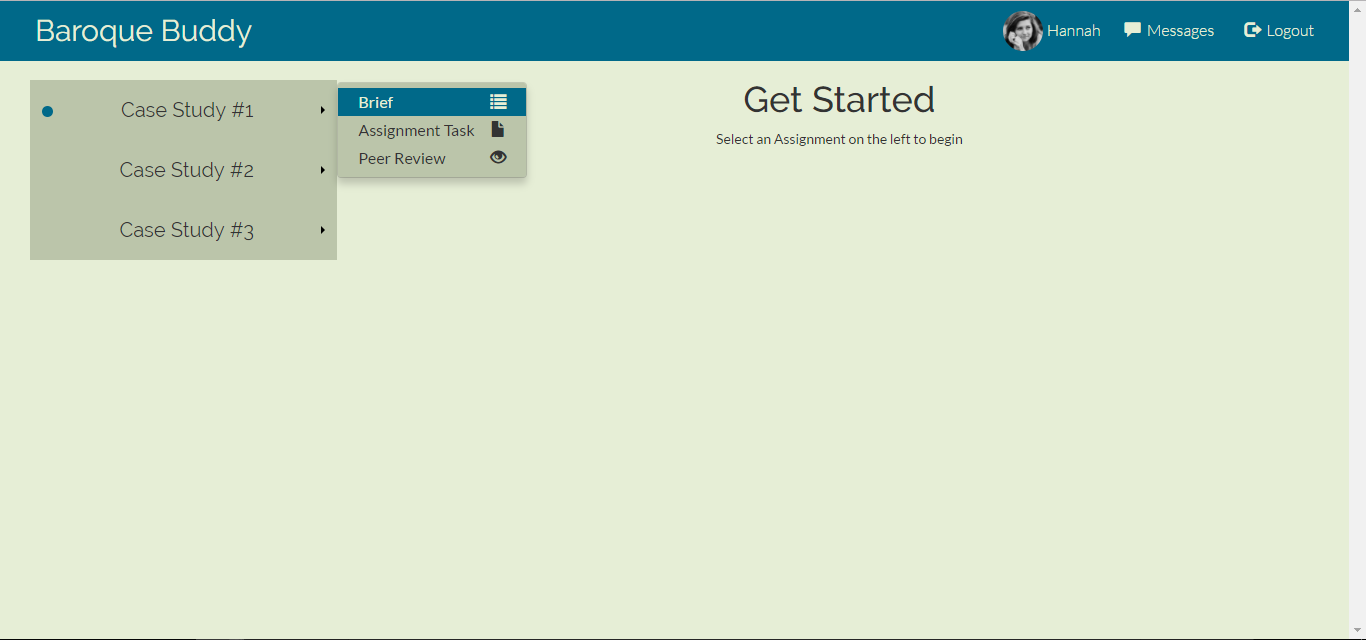 Baroque Buddy
Hannah
Messages
Logout
Case Study #1
Case Study #2
Case Study #3
Brief
Assignment Task
Peer Review
Get Started
Select an Assignment on the left to begin